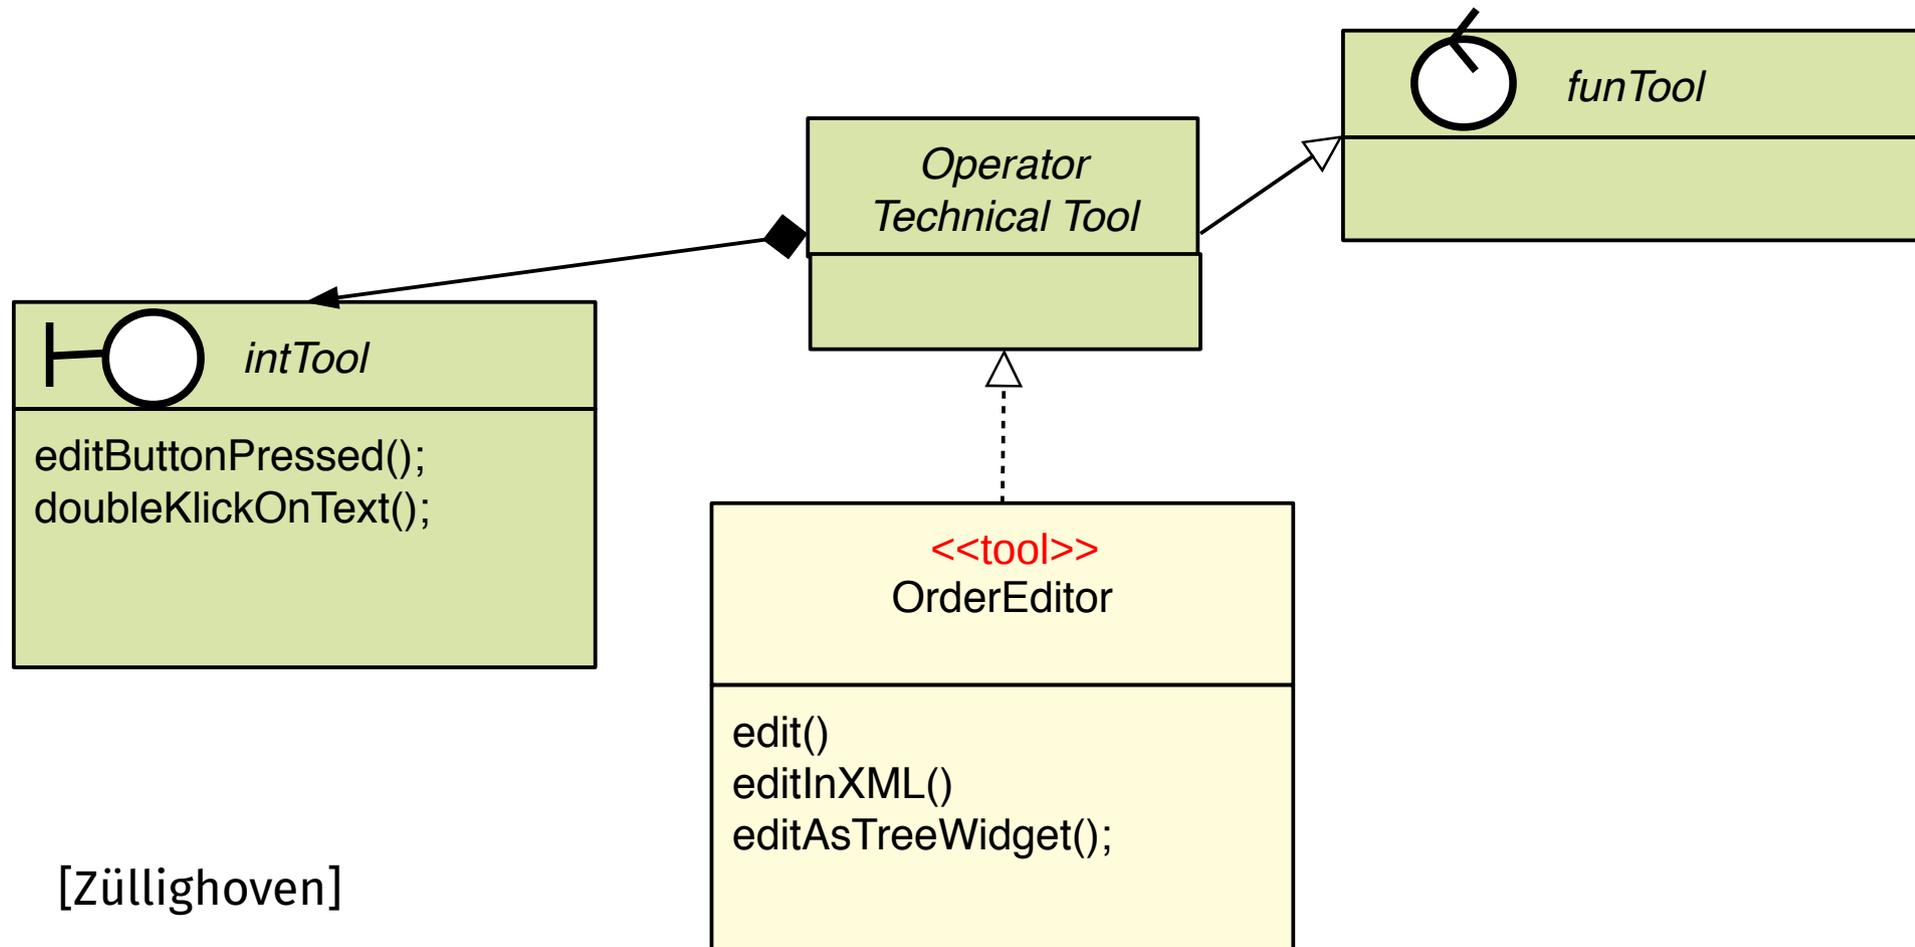 funTool
Operator
Technical Tool
intTool
editButtonPressed();
doubleKlickOnText();
<<tool>>
OrderEditor
edit()
editInXML()
editAsTreeWidget();
[Züllighoven]